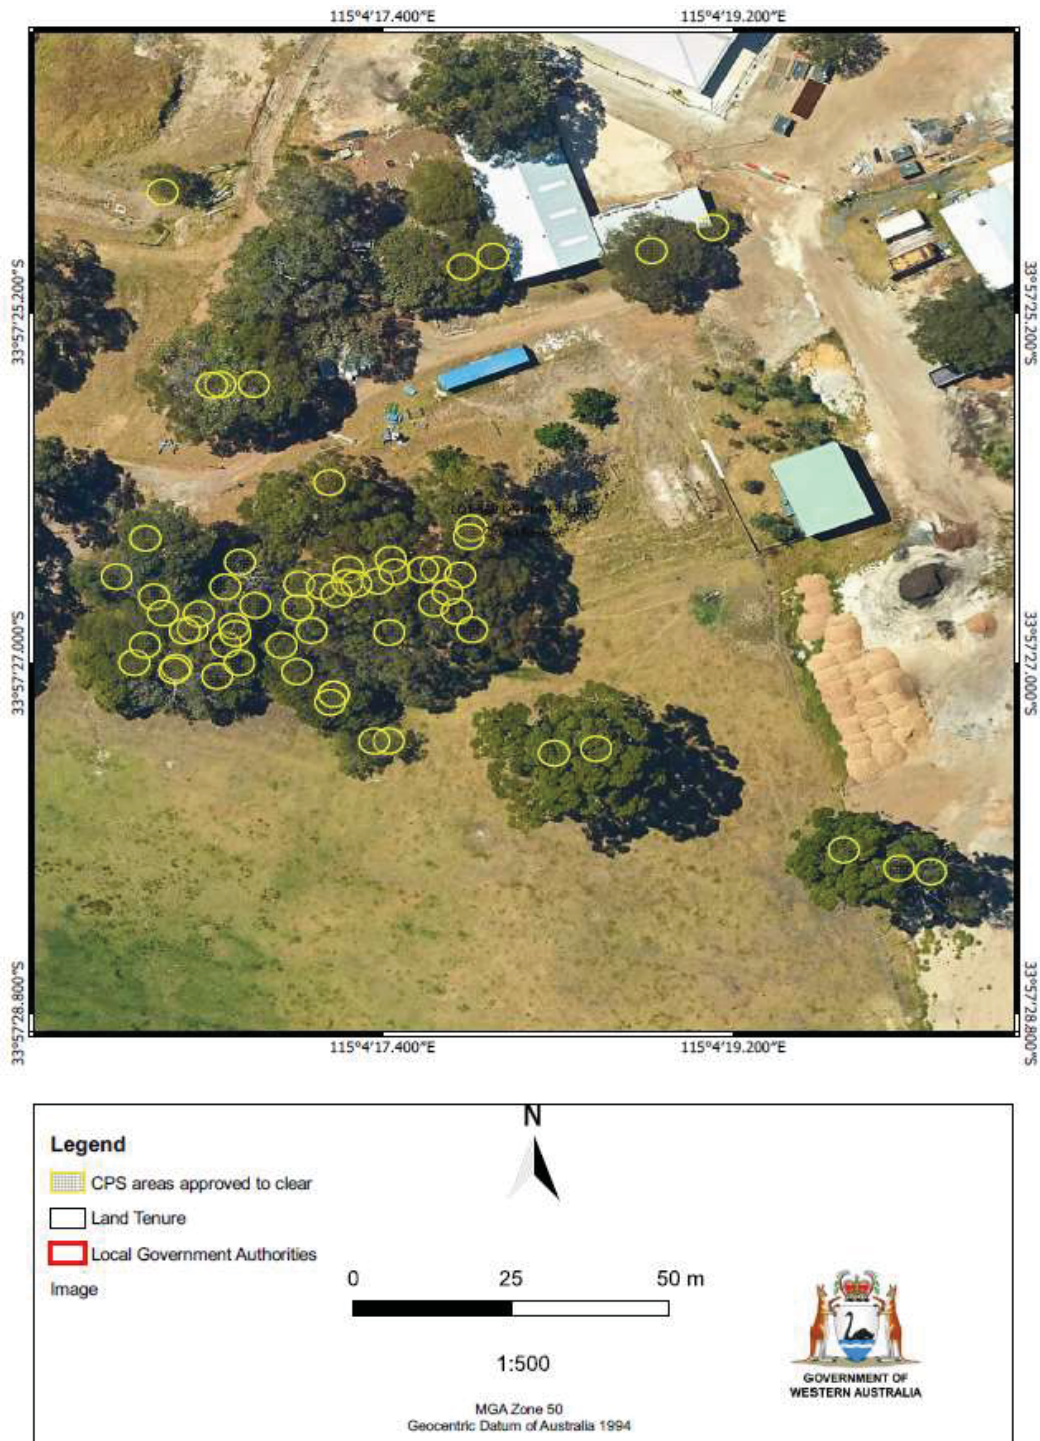 115°4'17.400"E 115°4'19.200"E
33°57'25.200"S 33°57'25.200"S
33°57'27.000"S 33°57'27.000"S
33°57'28.800"S 33°57'28.800"S
115°4'17.400"E 115°4'19.200"E
N
Legend
CPS areas approved to clear
Land Tenure
Local Government Authorities
Image
0 25 50 m
1:500
MGA Zone 50
Geocentric Datum of Australia 1994
GOVERNMENT OF
WESTERN AUSTRALIA